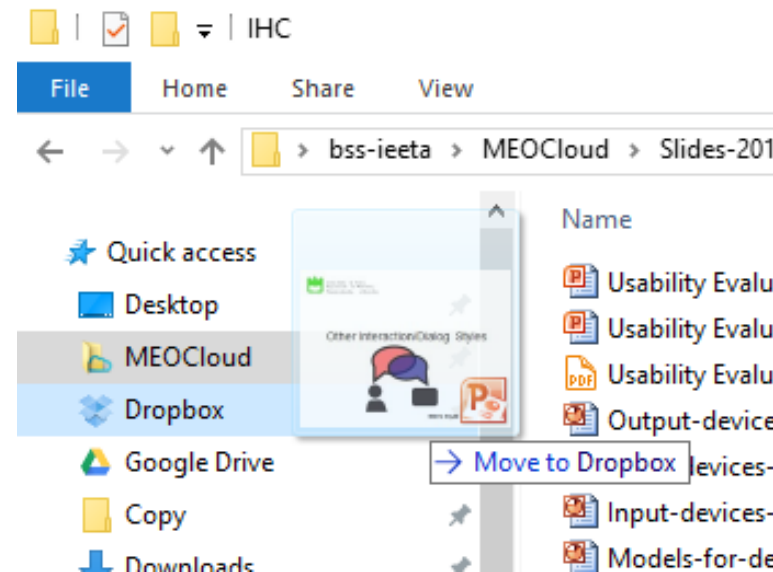 IHC
File Home Share View
bss-ieeta > MEOCloud > Slides-201
Name
Quick access
Desktop
MEOCloud
Dropbox
Google Drive
Copy
Downloads
Other Interaction/Dialog Styles
P
Move to Dropbox
Usability Evalu
Usability Evalu
PDF Usability Evalu
Output-device
levices-
Input-devices-
Models-for-de